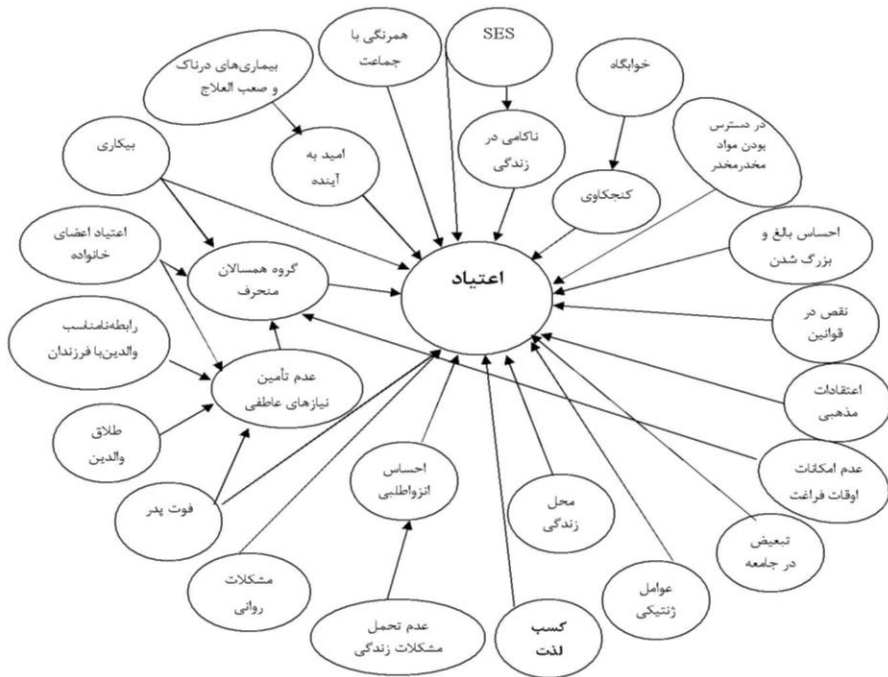 SES
همرنگی با
جماعت
بیماری‌های درناک
و صعب العلاج
خوابگاه
در دسترس
بودن مواد
مخدرمخدر
ناکامی در
زندگی
امید به
آینده
بیکاری
کنجکاوی
احساس بالغ و
بزرگ شدن
اعتیاد اعضای
خانواده
گروه همسالان
منحرف
اعتیاد
نقص در
قوانین
رابطه‌نامناسب
والدین‌با فرزندان
عدم تأمین
نیازهای عاطفی
اعتقادات
مذهبی
طلاق
والدین
عدم امکانات
اوقات فراغت
احساس
انزواطلبی
محل
زندگی
فوت پدر
تبعیض
در جامعه
مشکلات
روانی
عوامل
ژنتیکی
عدم تحمل
مشکلات زندگی
کسب
لذت